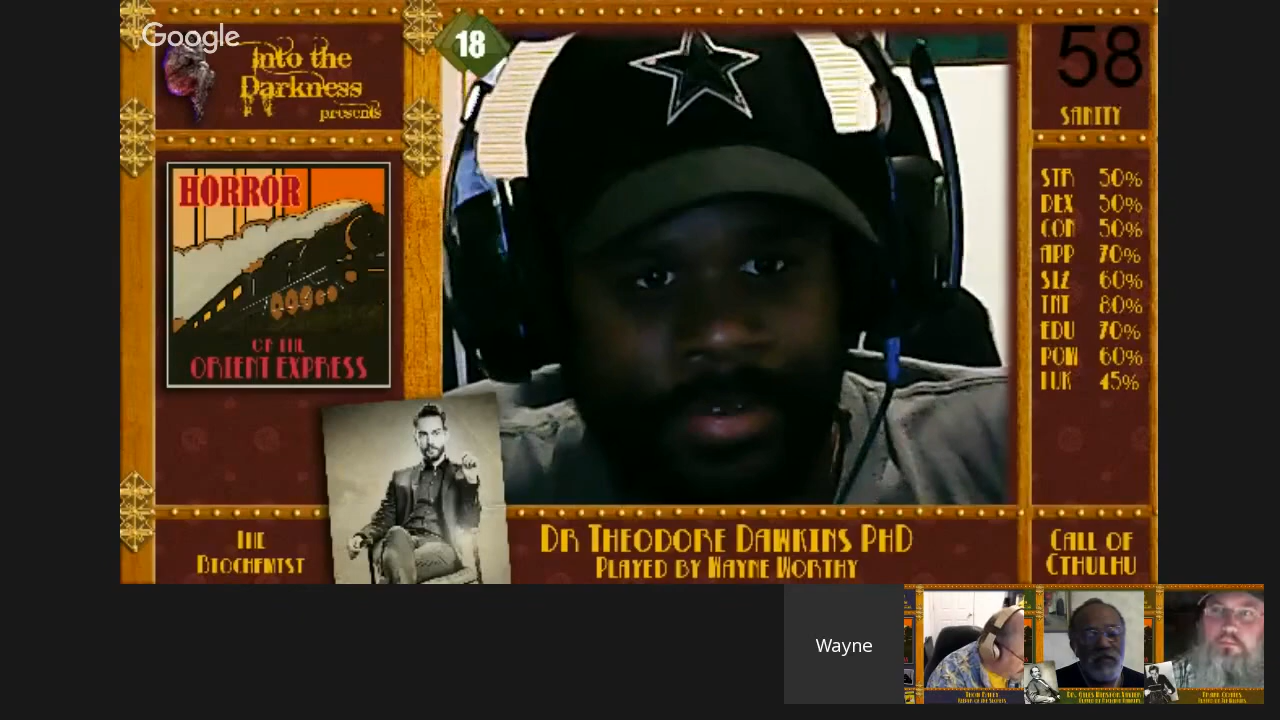 Google
Into the
Darkness
presents
18
58
SANITY
HORROR
OF THE
ORIENT EXPRESS
STR 50%
DEX 50%
CON 50%
APP 70%
SIZ 60%
INT 80%
EDU 70%
POW 60%
LUK 45%
THE
BIOCHEMIST
DR THEODORE DAWKINS PHD
PLAYED BY WAYNE WORTHY
CALL OF
CTHULHU
Wayne